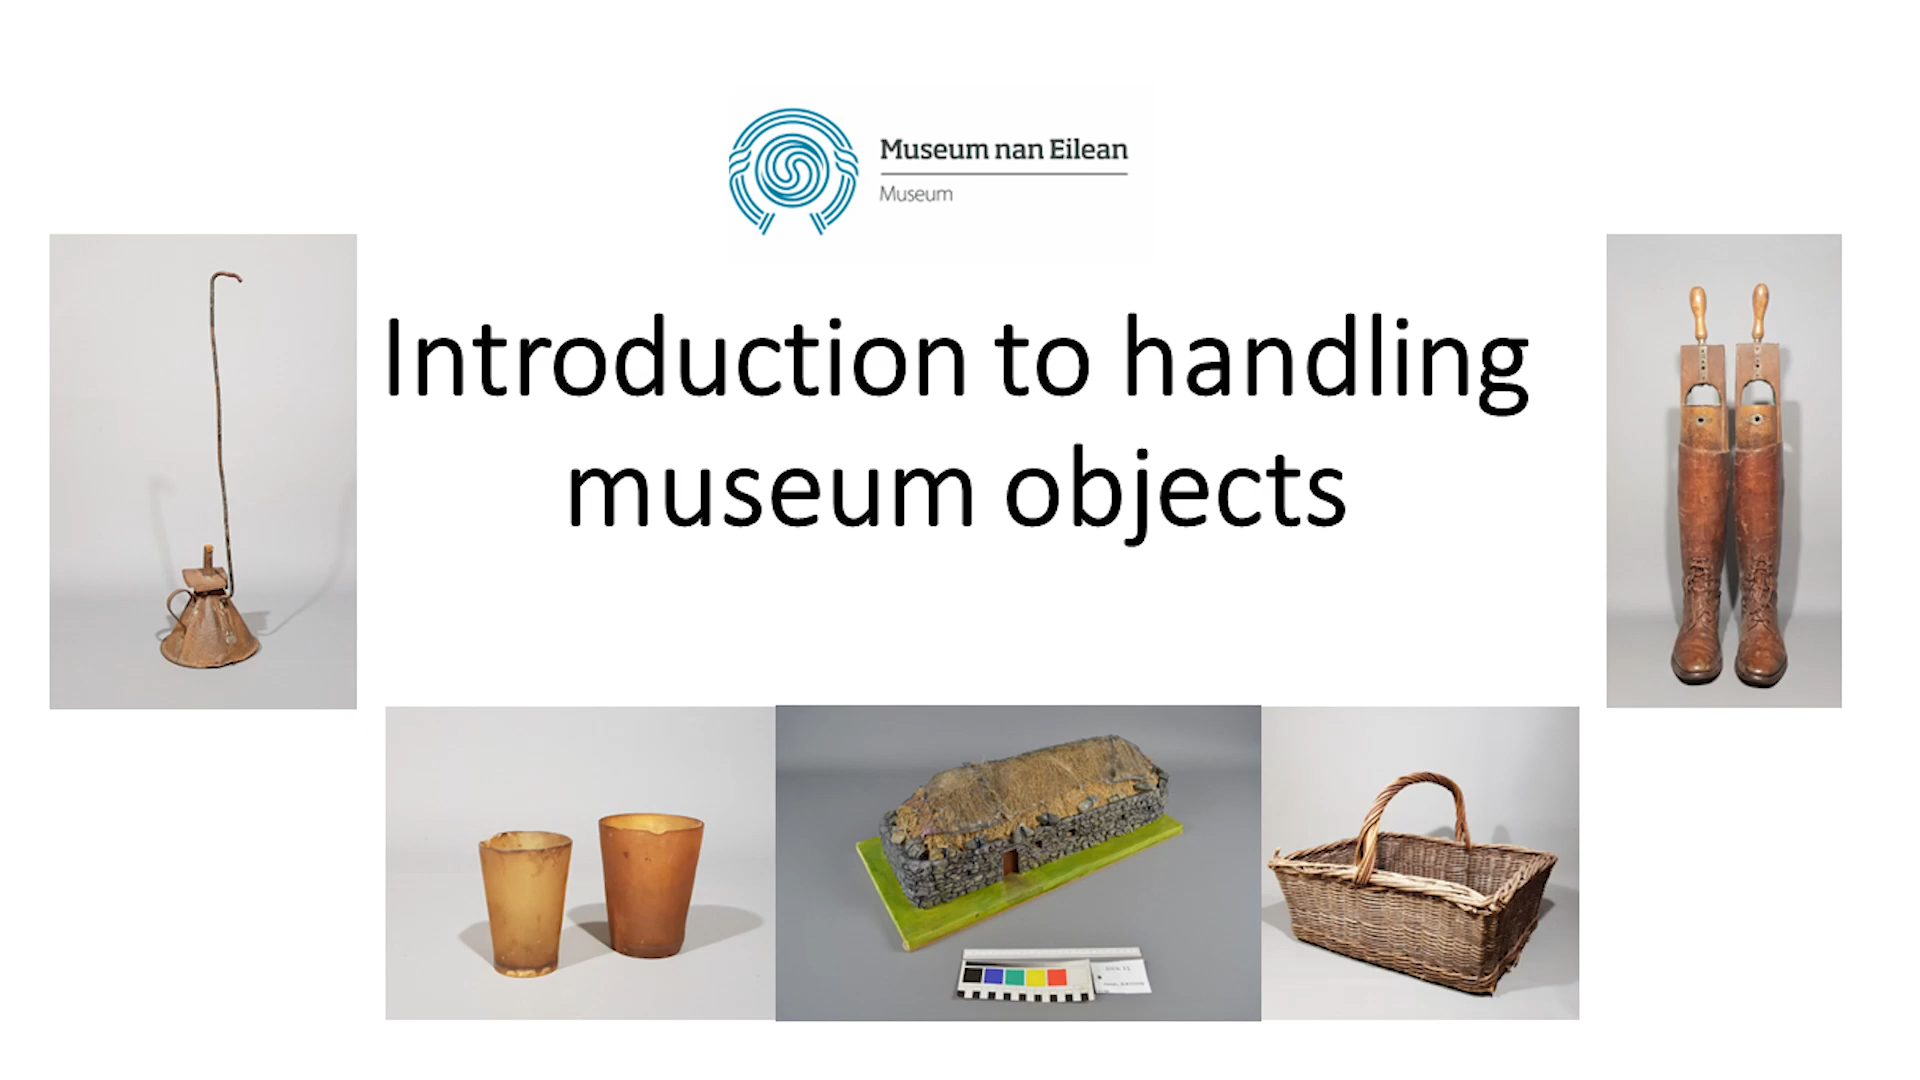 Museum nan Eilean
Museum
Introduction to handling
museum objects